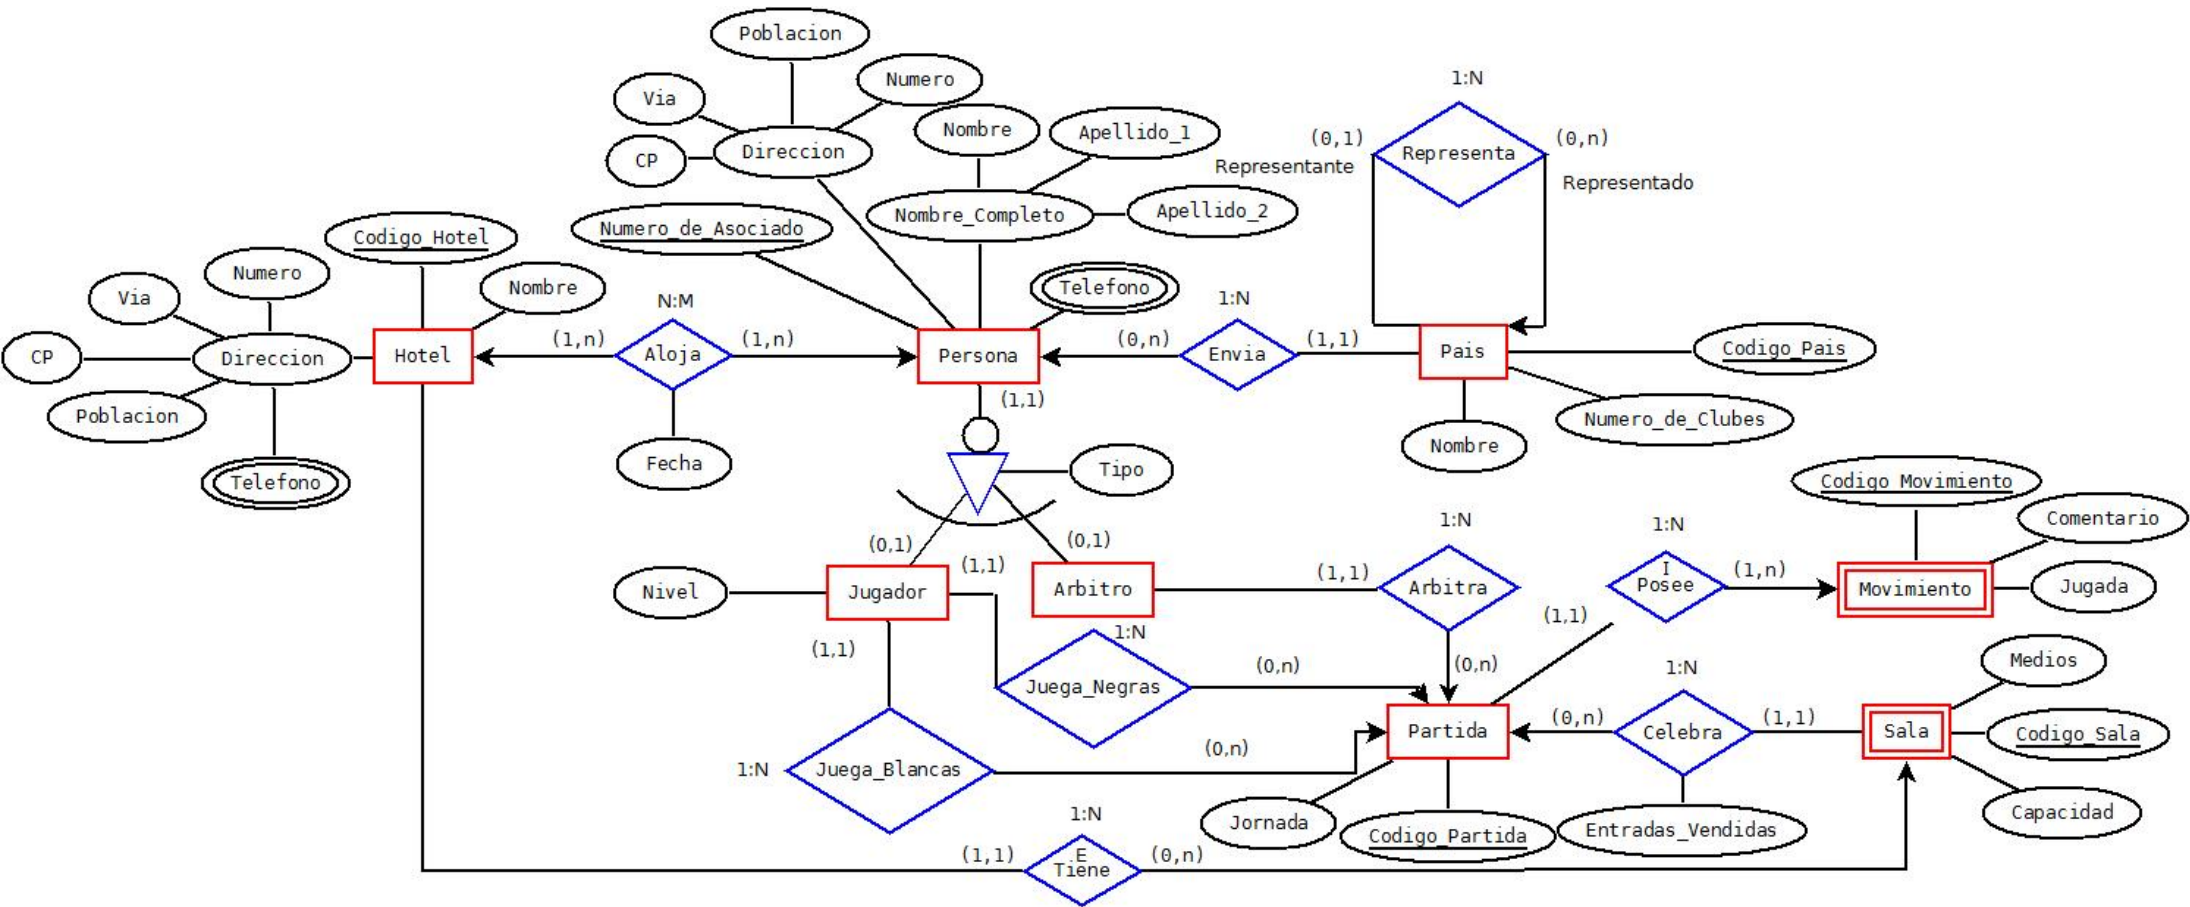 Poblacion
1:N
Via
Numero
Nombre
Apellido_1
(0,1)
Representa
(0,n)
CP
Direccion
Representante
Representado
Nombre_Completo
Apellido_2
Numero_de_Asociado
Codigo_Hotel
Numero
Nombre
Telefono
Via
N:M
1:N
CP
Direccion
Hotel
(1,n)
Aloja
(1,n)
Persona
(0,n)
Envia
(1,1)
Pais
Codigo_Pais
Poblacion
(1,1)
Numero_de_Clubes
Nombre
Fecha
Tipo
Telefono
Codigo Movimiento
Comentario
1:N
1:N
(0,1)
(0,1)
(1,1)
(1,1)
I
Posee
(1,n)
Nivel
Jugador
Arbitro
Arbitra
Movimiento
Jugada
(1,1)
1:N
(1,1)
(0,n)
(0,n)
1:N
Medios
Juega_Negras
(0,n)
(1,1)
Partida
Celebra
Sala
Codigo_Sala
(0,n)
1:N
Juega_Blancas
1:N
Jornada
Codigo_Partida
Entradas_Vendidas
Capacidad
(1,1)
E
Tiene
(0,n)